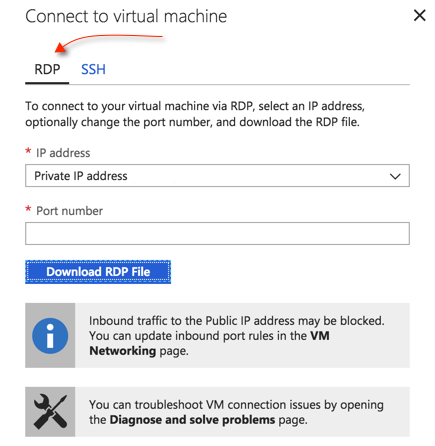 Connect to virtual machine
RDP SSH
To connect to your virtual machine via RDP, select an IP address,
optionally change the port number, and download the RDP file.
* IP address
Private IP address
* Port number
Download RDP File
Inbound traffic to the Public IP address may be blocked.
You can update inbound port rules in the VM
Networking page.
You can troubleshoot VM connection issues by opening
the Diagnose and solve problems page.